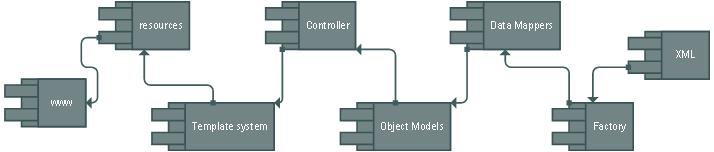 resources
Controller
Data Mappers
XML
www
Template system
Object Models
Factory